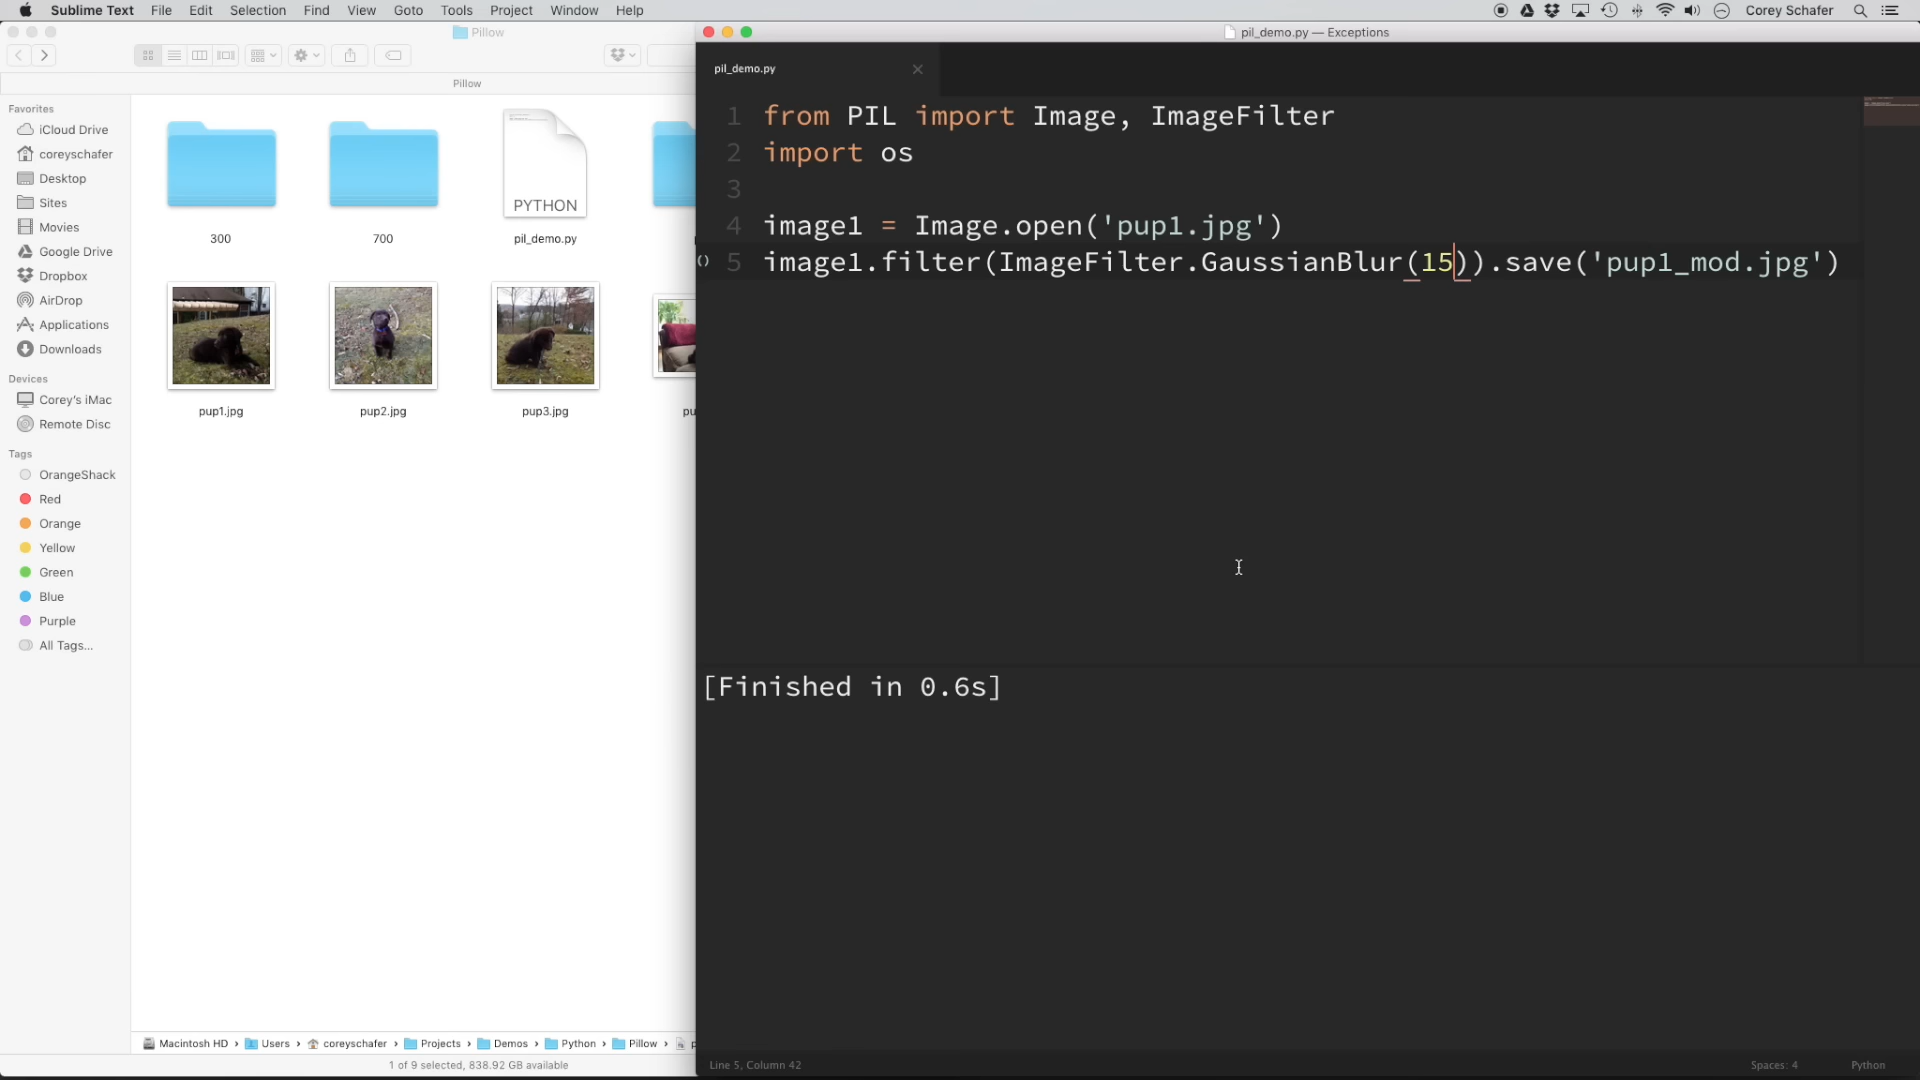 Sublime Text File Edit Selection Find View Goto Tools Project Window Help Corey Schafer
Pillow
Pillow
Favorites
iCloud Drive
coreyschafer
Desktop
Sites
Movies
Google Drive
Dropbox
AirDrop
Applications
Downloads
Devices
Corey's iMac
Remote Disc
Tags
OrangeShack
Red
Orange
Yellow
Green
Blue
Purple
All Tags...
PYTHON
300 700 pil_demo.py
pup1.jpg pup2.jpg pup3.jpg pu
Macintosh HD › Users › coreyschafer › Projects › Demos › Python › Pillow › p
1 of 9 selected, 838.92 GB available
pil_demo.py — Exceptions
pil_demo.py
1 from PIL import Image, ImageFilter
2 import os
3
4 image1 = Image.open('pup1.jpg')
() 5 image1.filter(ImageFilter.GaussianBlur(15)).save('pup1_mod.jpg')
[Finished in 0.6s]
Line 5, Column 42 Spaces: 4 Python